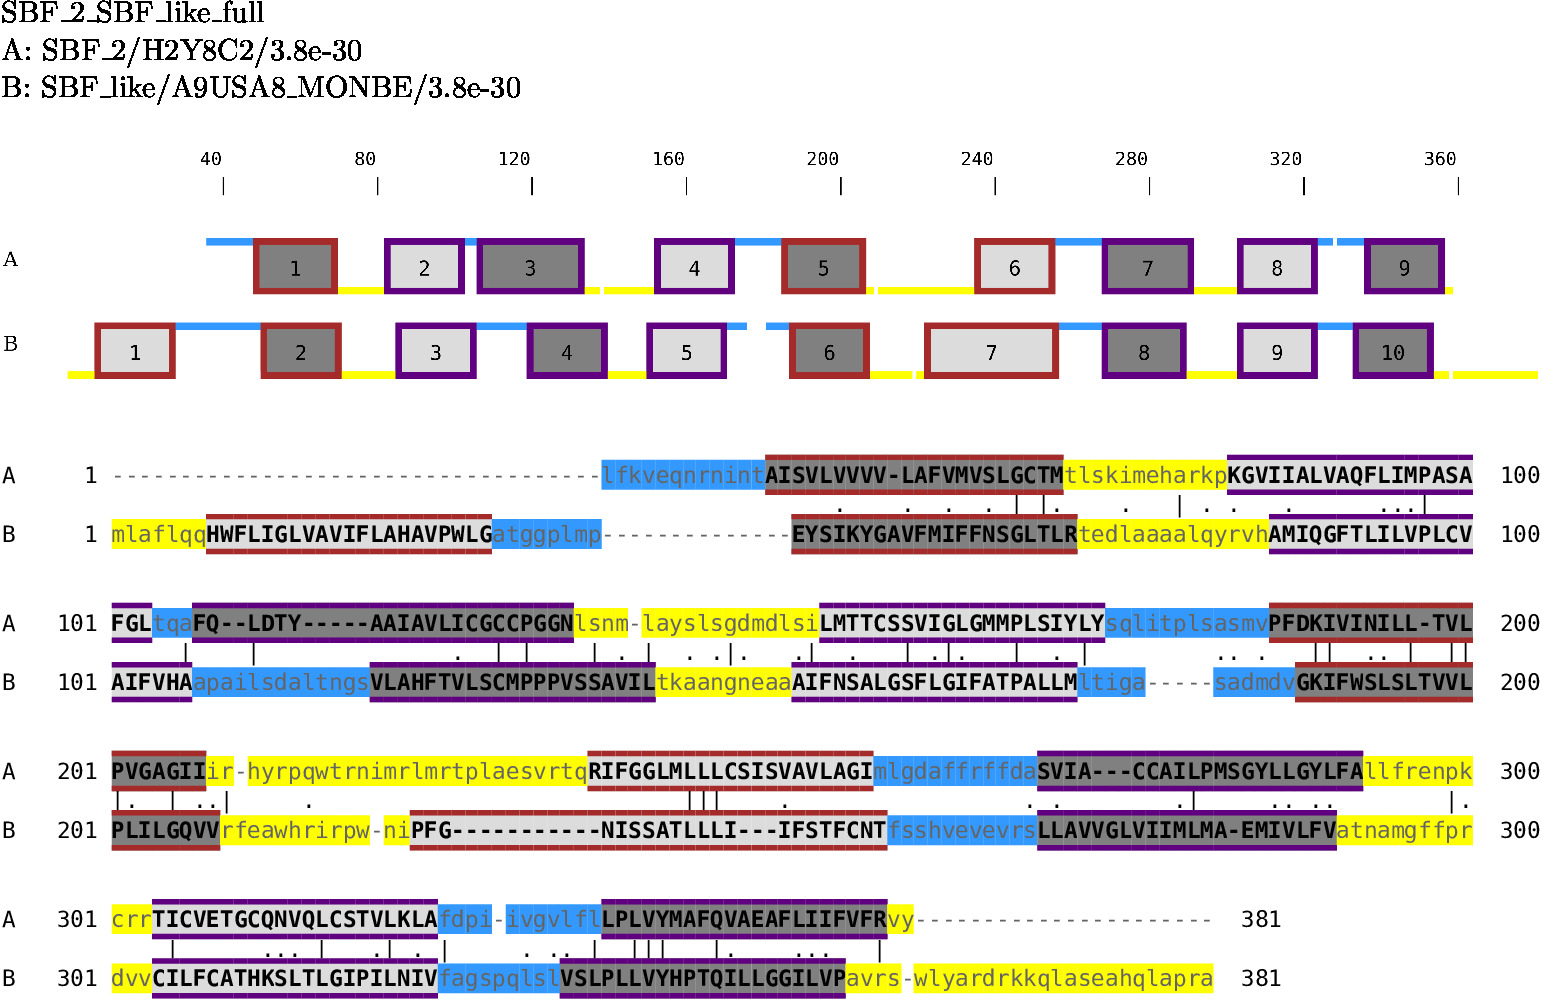 SBF_2_SBF_like_full
A: SBF_2/H2Y8C2/3.8e-30
B: SBF_like/A9USA8_MONBE/3.8e-30
40 80 120 160 200 240 280 320 360
A 1 2 3 4 5 6 7 8 9
B 1 2 3 4 5 6 7 8 9 10
A 1 ------------------------------------lfkveqnrnintAISVLVVVV-LAFVMVSLGCTMtlskimeharkpKGVIIALVAQFLIMPASA 100
B 1 mlaflqqHWFLIGLVAVIFLAHAVPWLGatggplmp--------------EYSIKYGAVFMIFFNSGLTLRtedlaaaalqyrvhAMIQGFTLILVPLCV 100
A 101 FGLtqaFQ--LDTY-----AAIAVLICGCCPGGNlsnm-layslsgdmdlsiLMTTCSSVIGLGMMPLSIYLYsqlitplsasmvPFDKIVINILL-TVL 200
B 101 AIFVHAapailsdaltngsVLAHFTVLSCMPPPVSSAVILtkaangneaaAIFNSALGSFLGIFATPALLMltiga-----sadmdvGKIFWSLSLTVVL 200
A 201 PVGAGIIir-hyrpqwtrnimrlmrtplaesvrtqRIFGGLMLLLCSISVAVLAGImlgdaffrffdaSVIA---CCAILPMSGYLLGYLFAllfrenpk 300
B 201 PLILGQVVrfeawhrirpw-niPFG-----------NISSATLLLI---IFSTFCNTfsshvevevrsLLAVVGLVIIMLMA-EMIVLFVatnamgffpr 300
A 301 crrTICVETGCQNVQLCSTVLKLAfdpi-ivgvlflLPLVYMAFQVAEAFLIIFVFRvy---------------------- 381
B 301 dvvCILFCATHKSLTLGIPILNIVfagspqlslVSLPLLVYHPTQILLGGILVPavrs-wlyardrkkqlaseahqlapra 381